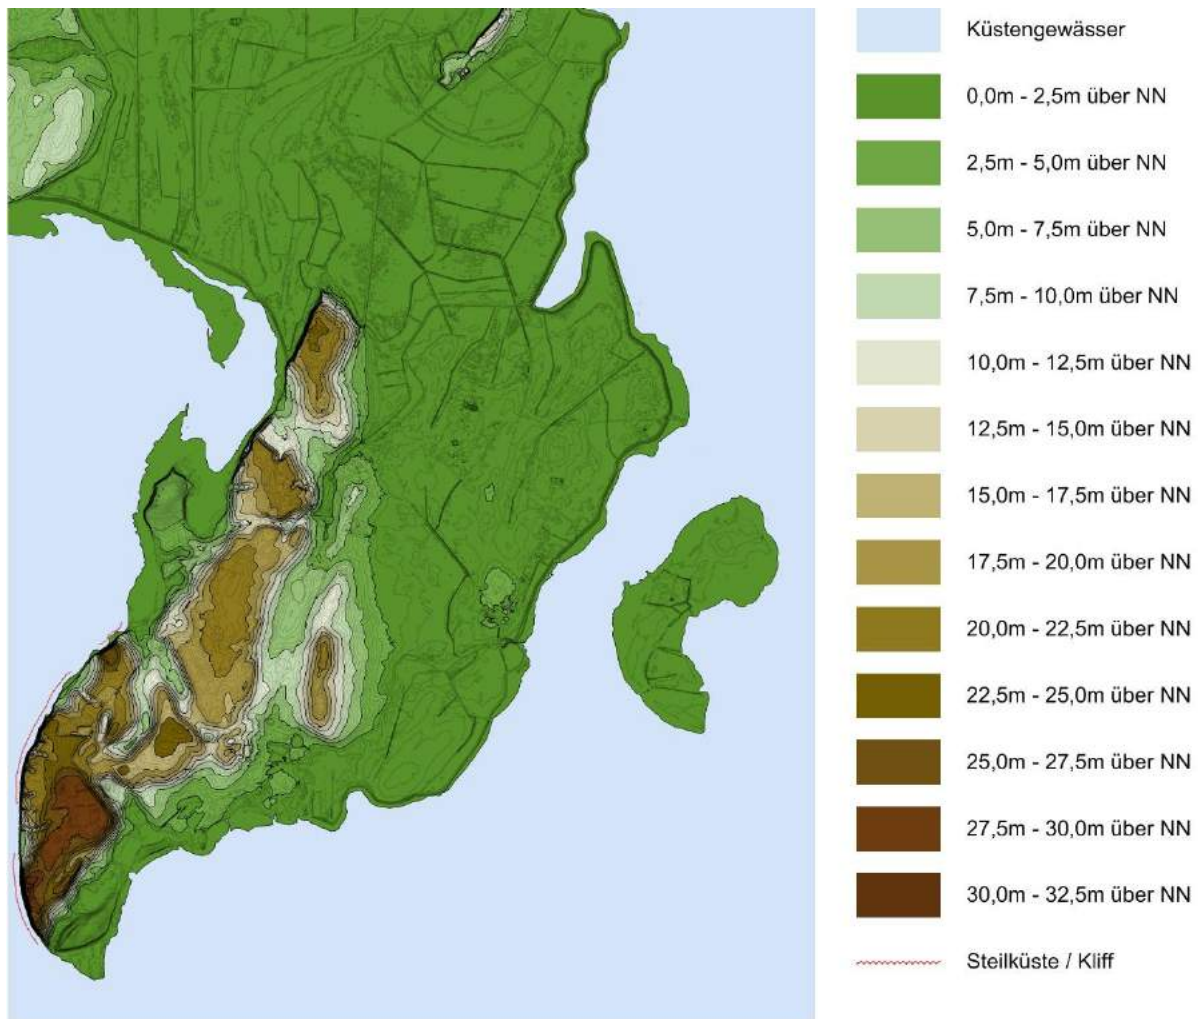 Küstengewässer
0,0m - 2,5m über NN
2,5m - 5,0m über NN
5,0m - 7,5m über NN
7,5m - 10,0m über NN
10,0m - 12,5m über NN
12,5m - 15,0m über NN
15,0m - 17,5m über NN
17,5m - 20,0m über NN
20,0m - 22,5m über NN
22,5m - 25,0m über NN
25,0m - 27,5m über NN
27,5m - 30,0m über NN
30,0m - 32,5m über NN
Steilküste / Kliff